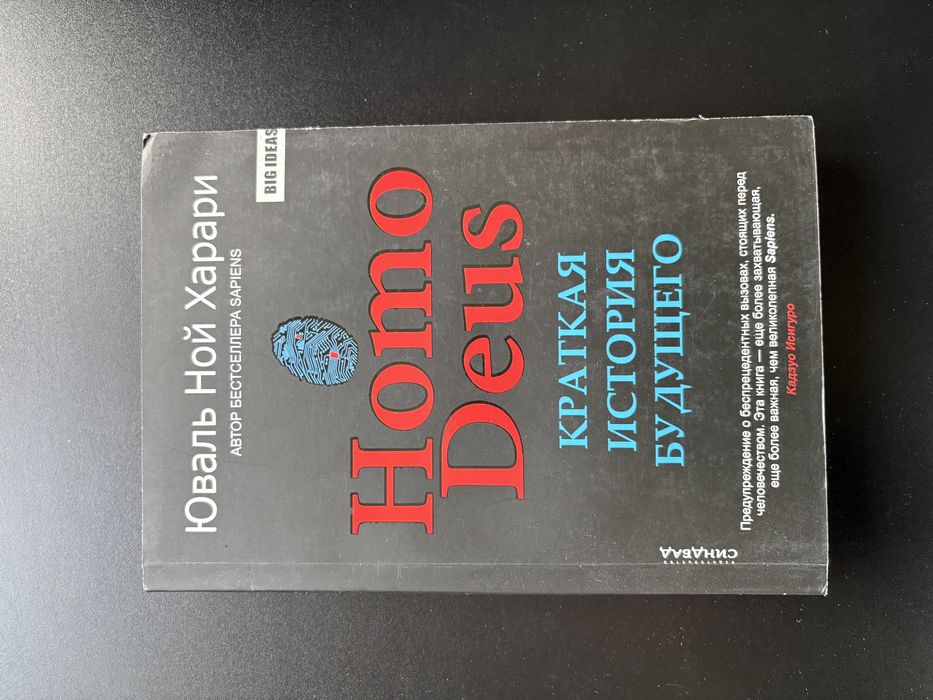 Юваль Ной Харари
АВТОР БЕСТСЕЛЛЕРА SAPIENS
BIG IDEAS
Homo
Deus
КРАТКАЯ
ИСТОРИЯ
БУДУЩЕГО
Предупреждение о беспрецедентных вызовах, стоящих перед
человечеством. Эта книга — еще более захватывающая,
еще более важная, чем великолепная Sapiens.
Кадзуо Исигуро
ИЗДАТЕЛЬСТВО
СИНДБАД